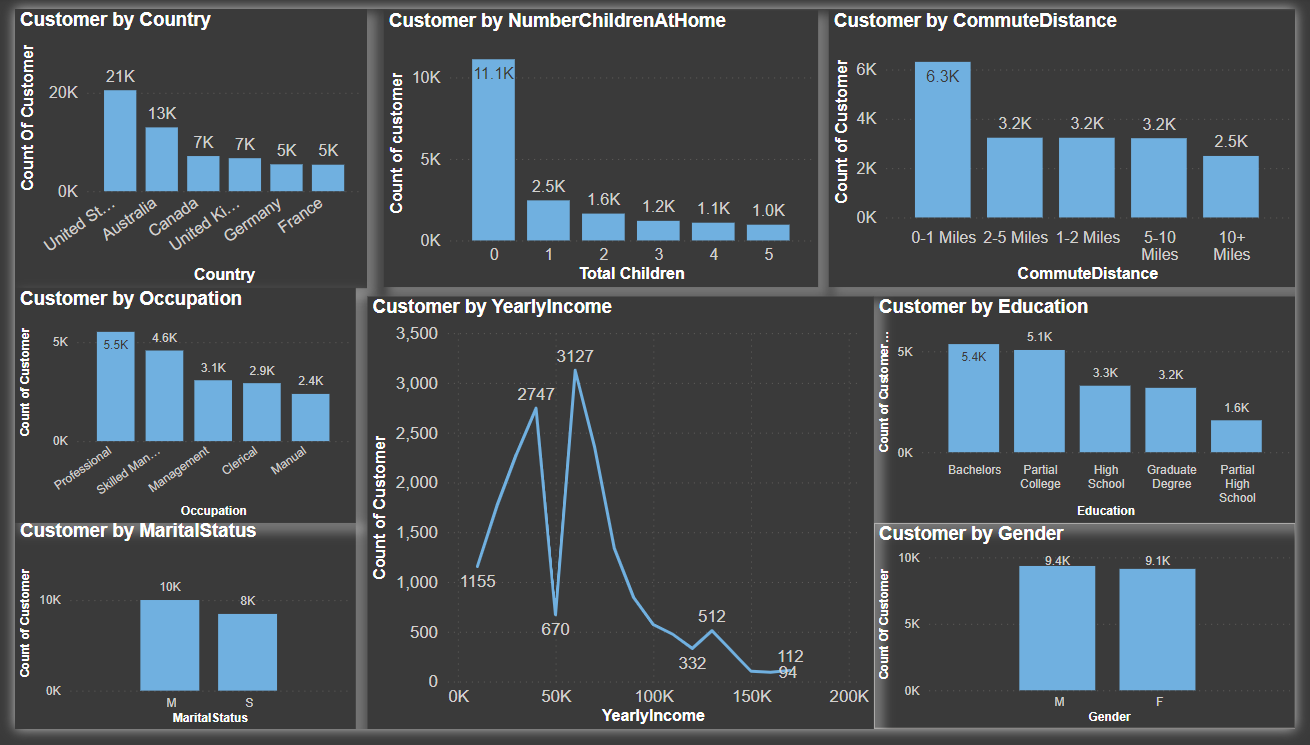 Customer by Country
Count Of Customer
20K
0K
21K
13K
7K
7K
5K
5K
United St...
Australia
Canada
United Ki...
Germany
France
Country
Customer by NumberChildrenAtHome
Count of customer
10K
5K
0K
11.1K
2.5K
1.6K
1.2K
1.1K
1.0K
0
1
2
3
4
5
Total Children
Customer by CommuteDistance
Count of Customer
6K
4K
2K
0K
6.3K
3.2K
3.2K
3.2K
2.5K
0-1 Miles
2-5 Miles
1-2 Miles
5-10
Miles
10+
Miles
CommuteDistance
Customer by Occupation
Count of Customer
5K
0K
5.5K
4.6K
3.1K
2.9K
2.4K
Professional
Skilled Man...
Management
Clerical
Manual
Occupation
Customer by YearlyIncome
Count of Customer
3,500
3,000
2,500
2,000
1,500
1,000
500
0
1155
2747
670
3127
332
512
112
94
0K
50K
100K
150K
200K
YearlyIncome
Customer by Education
Count of Customer...
5K
0K
5.4K
5.1K
3.3K
3.2K
1.6K
Bachelors
Partial
College
High
School
Graduate
Degree
Partial
High
School
Education
Customer by MaritalStatus
Count of Customer
10K
0K
10K
8K
M
S
MaritalStatus
Customer by Gender
Count Of Customer
10K
5K
0K
9.4K
9.1K
M
F
Gender